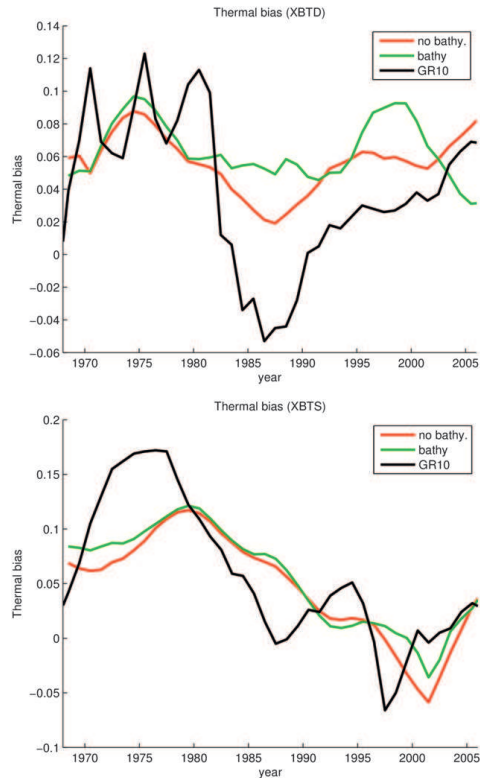 Thermal bias (XBTD)
0.14
0.12
0.1
0.08
0.06
0.04
0.02
0
−0.02
−0.04
−0.06
Thermal bias
no bathy.
bathy
GR10
1970 1975 1980 1985 1990 1995 2000 2005
year
Thermal bias (XBTS)
0.2
0.15
0.1
0.05
0
−0.05
−0.1
Thermal bias
no bathy.
bathy
GR10
1970 1975 1980 1985 1990 1995 2000 2005
year